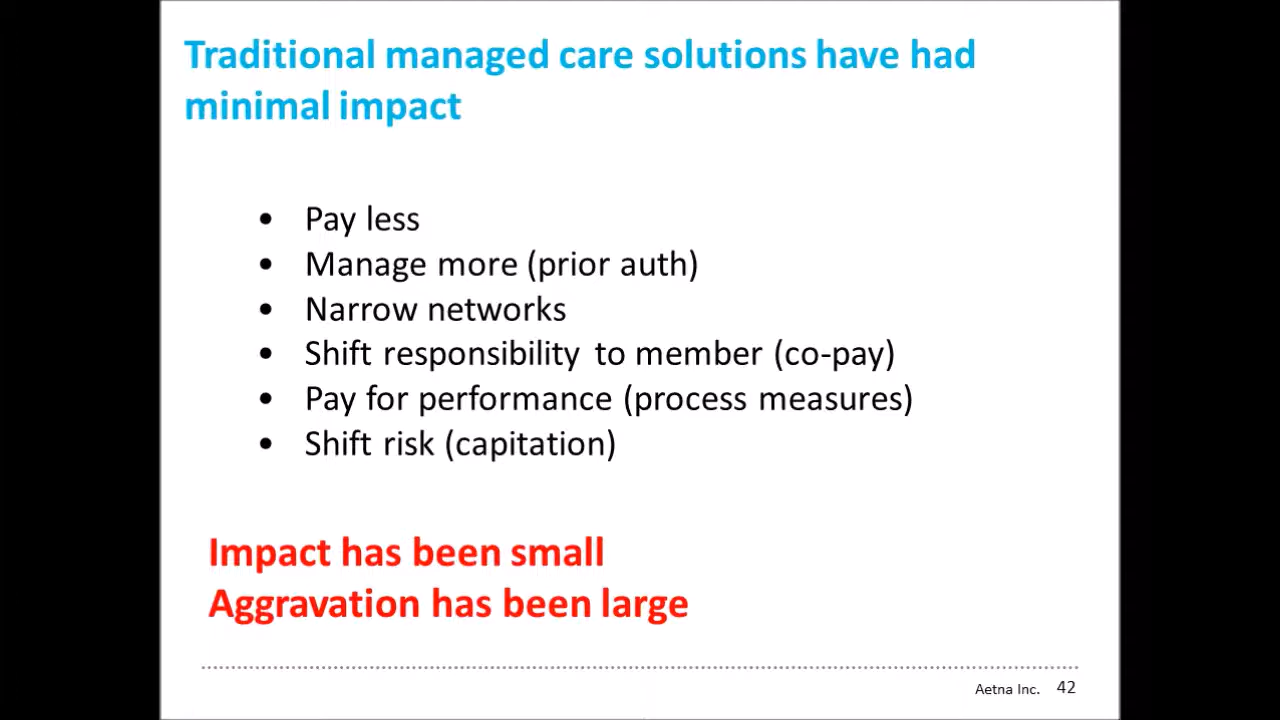 Traditional managed care solutions have had
minimal impact
• Pay less
• Manage more (prior auth)
• Narrow networks
• Shift responsibility to member (co-pay)
• Pay for performance (process measures)
• Shift risk (capitation)
Impact has been small
Aggravation has been large
Aetna Inc. 42